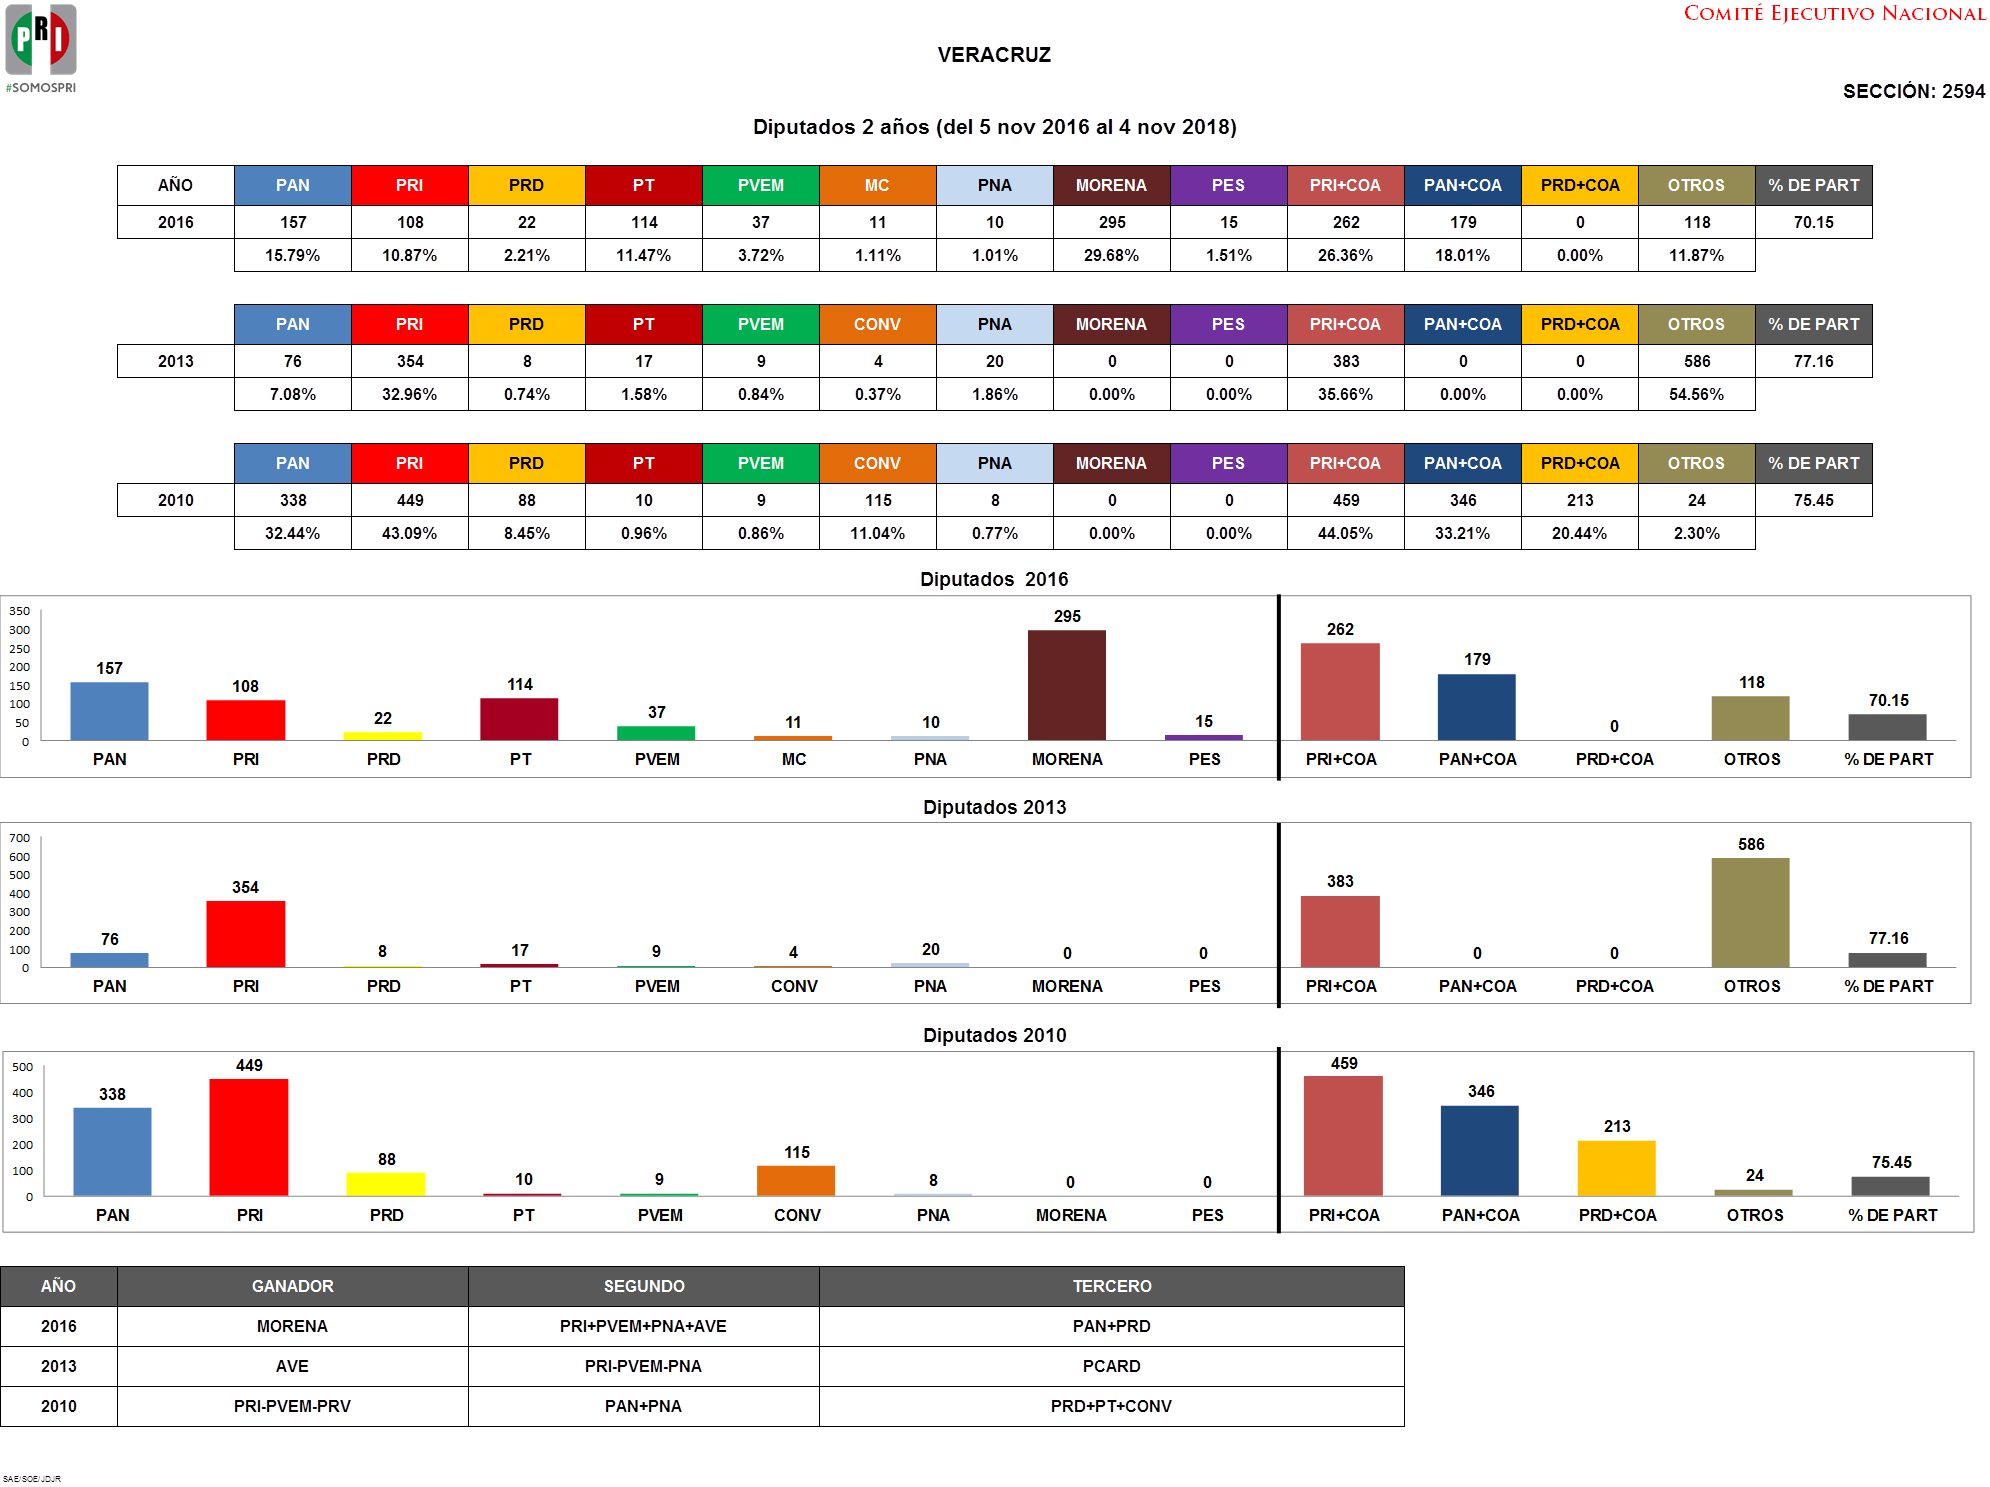 PRI
#SOMOSPRI
COMITÉ EJECUTIVO NACIONAL
VERACRUZ
SECCIÓN: 2594
Diputados 2 años (del 5 nov 2016 al 4 nov 2018)
AÑO PAN PRI PRD PT PVEM MC PNA MORENA PES PRI+COA PAN+COA PRD+COA OTROS % DE PART
2016 157 108 22 114 37 11 10 295 15 262 179 0 118 70.15
15.79% 10.87% 2.21% 11.47% 3.72% 1.11% 1.01% 29.68% 1.51% 26.36% 18.01% 0.00% 11.87%
PAN PRI PRD PT PVEM CONV PNA MORENA PES PRI+COA PAN+COA PRD+COA OTROS % DE PART
2013 76 354 8 17 9 4 20 0 0 383 0 0 586 77.16
7.08% 32.96% 0.74% 1.58% 0.84% 0.37% 1.86% 0.00% 0.00% 35.66% 0.00% 0.00% 54.56%
PAN PRI PRD PT PVEM CONV PNA MORENA PES PRI+COA PAN+COA PRD+COA OTROS % DE PART
2010 338 449 88 10 9 115 8 0 0 459 346 213 24 75.45
32.44% 43.09% 8.45% 0.96% 0.86% 11.04% 0.77% 0.00% 0.00% 44.05% 33.21% 20.44% 2.30%
Diputados 2016
350
300
250
200
150
100
50
0
157 108 22 114 37 11 10 295 15 262 179 0 118 70.15
PAN PRI PRD PT PVEM MC PNA MORENA PES PRI+COA PAN+COA PRD+COA OTROS % DE PART
Diputados 2013
700
600
500
400
300
200
100
0
76 354 8 17 9 4 20 0 0 383 0 0 586 77.16
PAN PRI PRD PT PVEM CONV PNA MORENA PES PRI+COA PAN+COA PRD+COA OTROS % DE PART
Diputados 2010
500
400
300
200
100
0
338 449 88 10 9 115 8 0 0 459 346 213 24 75.45
PAN PRI PRD PT PVEM CONV PNA MORENA PES PRI+COA PAN+COA PRD+COA OTROS % DE PART
AÑO GANADOR SEGUNDO TERCERO
2016 MORENA PRI+PVEM+PNA+AVE PAN+PRD
2013 AVE PRI-PVEM-PNA PCARD
2010 PRI-PVEM-PRV PAN+PNA PRD+PT+CONV
SAE/SOE/JDJR